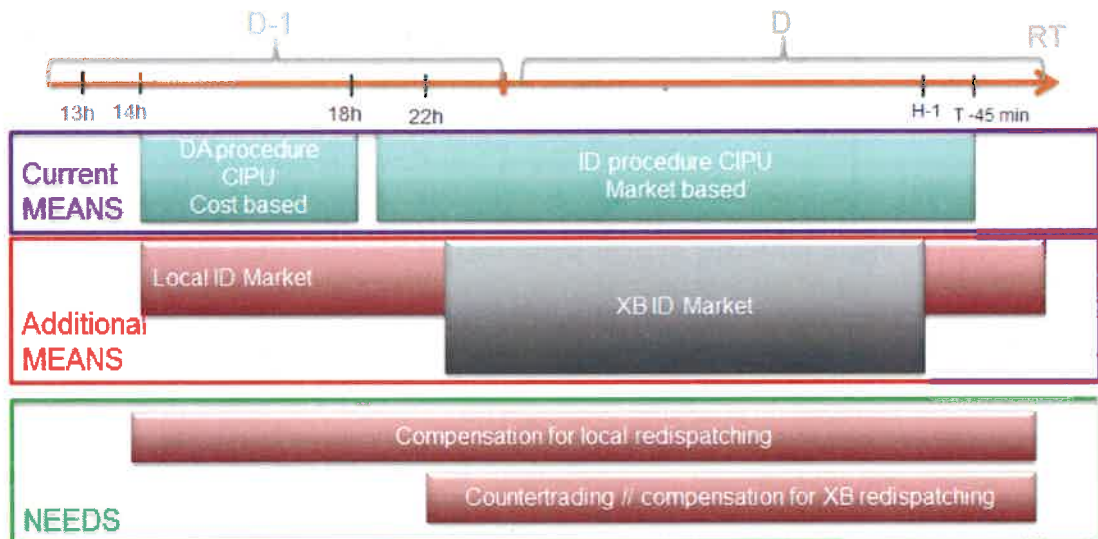 D-1
D
RT
13h
14h
18h
22h
H-1
T -45 min
Current
MEANS
DA procedure
CIPU
Cost based
ID procedure CIPU
Market based
Additional
MEANS
Local ID Market
XB ID Market
NEEDS
Compensation for local redispatching
Countertrading // compensation for XB redispatching